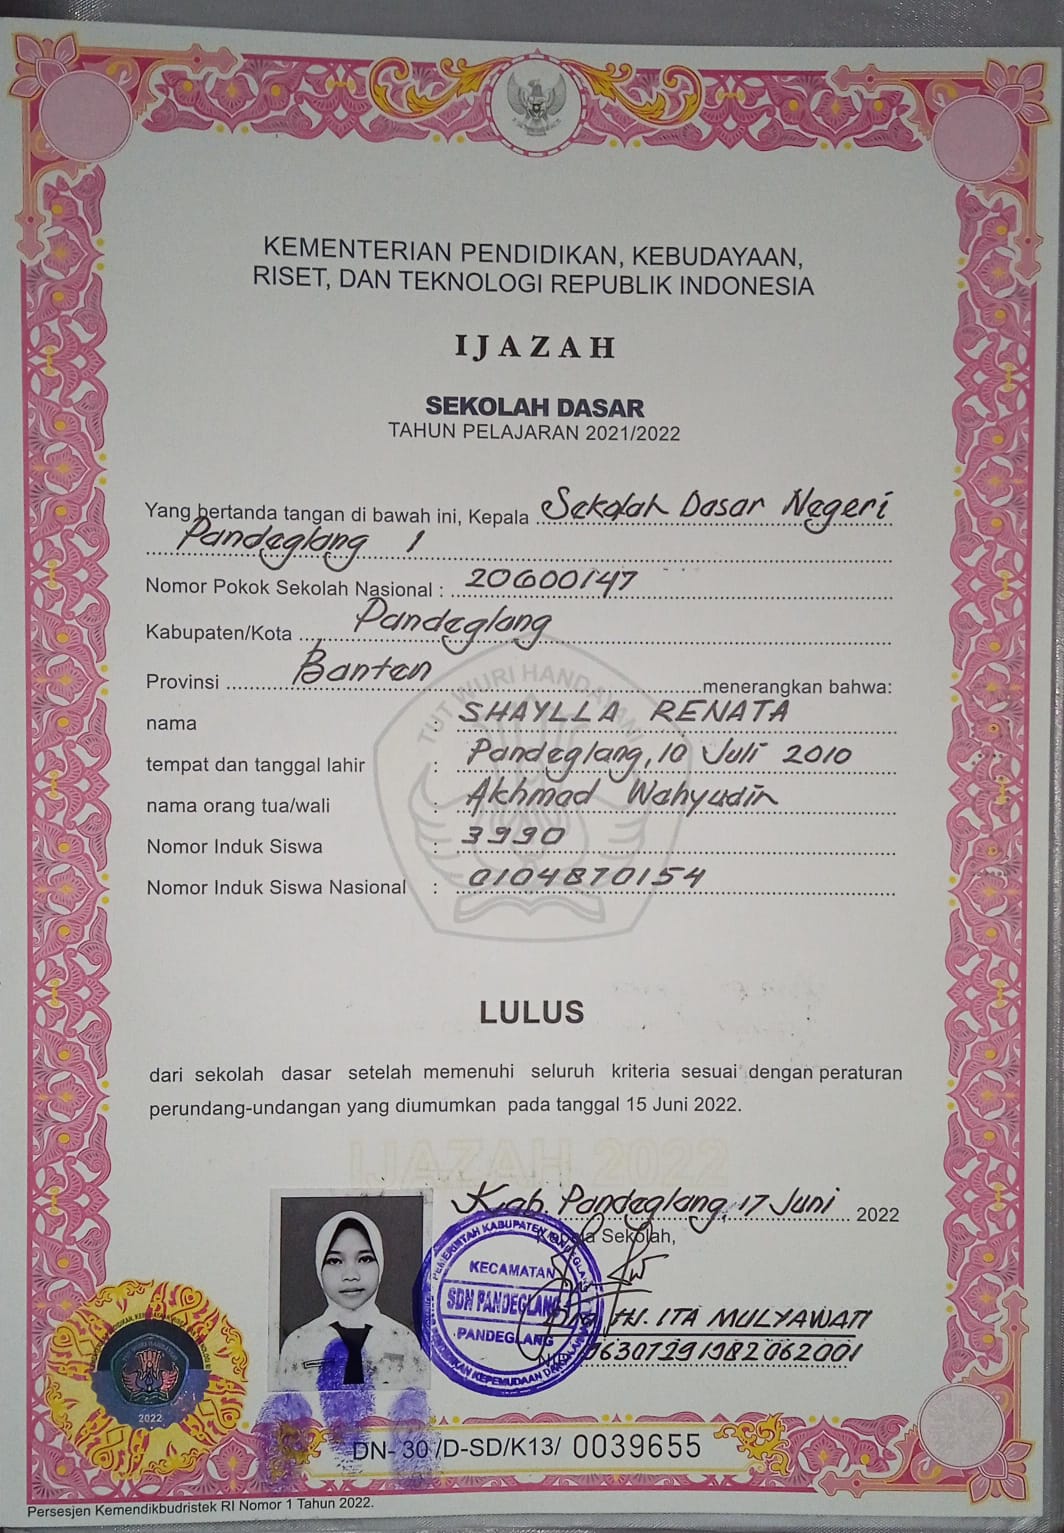 KEMENTERIAN PENDIDIKAN, KEBUDAYAAN,
RISET, DAN TEKNOLOGI REPUBLIK INDONESIA
IJAZAH
SEKOLAH DASAR
TAHUN PELAJARAN 2021/2022
Yang bertanda tangan di bawah ini, Kepala Sekolah Dasar Negeri
Pandeglang 1
Nomor Pokok Sekolah Nasional : 20600147
Kabupaten/Kota Pandeglang
Provinsi Banten menerangkan bahwa:
TUT WURI HANDAYANI
nama : SHAYLLA RENATA
tempat dan tanggal lahir : Pandeglang, 10 Juli 2010
nama orang tua/wali : Akhmad Wahyudin
Nomor Induk Siswa : 3990
Nomor Induk Siswa Nasional : 0104870154
LULUS
dari sekolah dasar setelah memenuhi seluruh kriteria sesuai dengan peraturan
perundang-undangan yang diumumkan pada tanggal 15 Juni 2022.
IJAZAH 2022
Kab. Pandeglang, 17 Juni 2022
Kepala Sekolah,
PEMERINTAH KABUPATEN PANDEGLANG
KECAMATAN
SDN PANDEGLANG
PANDEGLANG
Hj. ITA MULYAWATI
196307291982062001
2022
DN- 30 /D-SD/K13/ 0039655
Persesjen Kemendikbudristek RI Nomor 1 Tahun 2022.